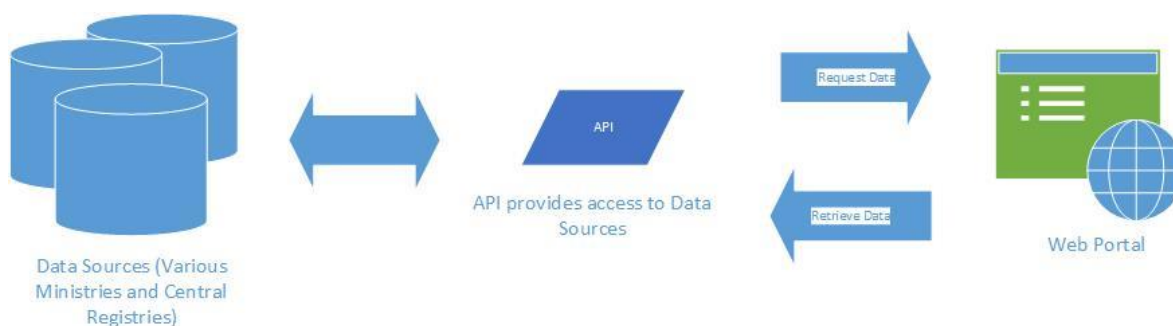 Data Sources (Various
Ministries and Central
Registries)
API
API provides access to Data
Sources
Request Data
Retrieve Data
Web Portal